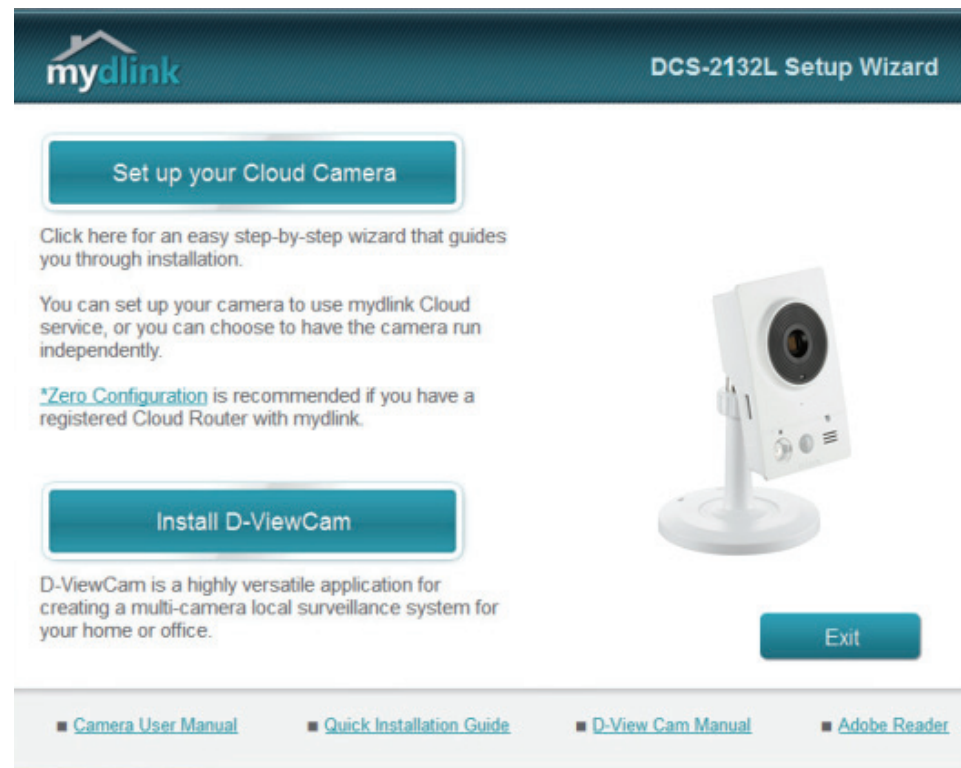 mydlink
DCS-2132L Setup Wizard
Set up your Cloud Camera
Click here for an easy step-by-step wizard that guides
you through installation.
You can set up your camera to use mydlink Cloud
service, or you can choose to have the camera run
independently.
*Zero Configuration is recommended if you have a
registered Cloud Router with mydlink.
Install D-ViewCam
D-ViewCam is a highly versatile application for
creating a multi-camera local surveillance system for
your home or office.
Exit
Camera User Manual
Quick Installation Guide
D-View Cam Manual
Adobe Reader